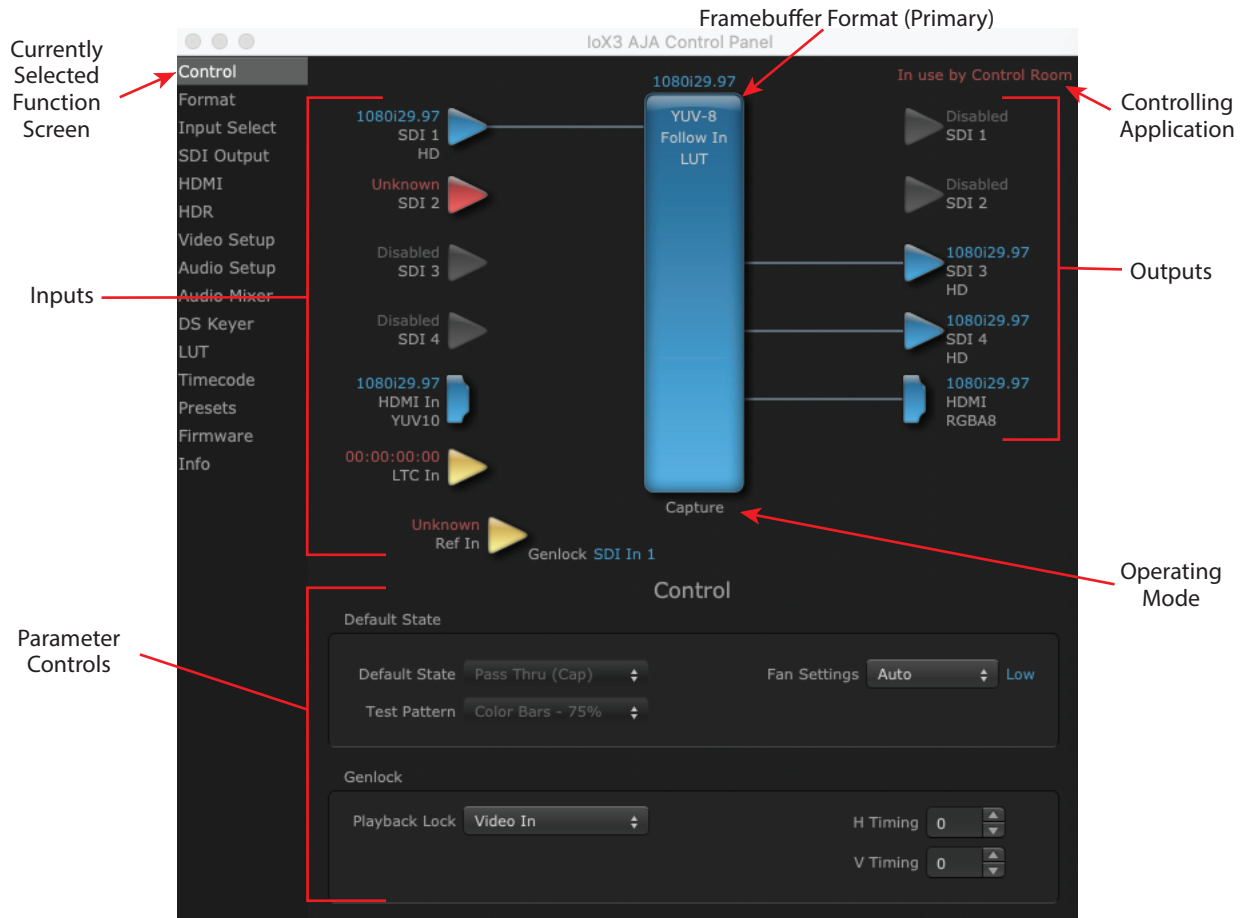 Framebuffer Format (Primary)
Currently
Selected
Function
Screen
IoX3 AJA Control Panel
Control
Format
Input Select
SDI Output
HDMI
HDR
Video Setup
Audio Setup
Audio Mixer
DS Keyer
LUT
Timecode
Presets
Firmware
Info
Inputs
1080i29.97
SDI 1
HD
Unknown
SDI 2
Disabled
SDI 3
Disabled
SDI 4
1080i29.97
HDMI In
YUV10
00:00:00:00
LTC In
Unknown
Ref In
Genlock SDI In 1
1080i29.97
YUV-8
Follow In
LUT
Capture
In use by Control Room
Controlling
Application
Disabled
SDI 1
Disabled
SDI 2
1080i29.97
SDI 3
HD
1080i29.97
SDI 4
HD
1080i29.97
HDMI
RGBA8
Outputs
Operating
Mode
Parameter
Controls
Control
Default State
Default State Pass Thru (Cap)
Fan Settings Auto Low
Test Pattern Color Bars - 75%
Genlock
Playback Lock Video In
H Timing 0
V Timing 0